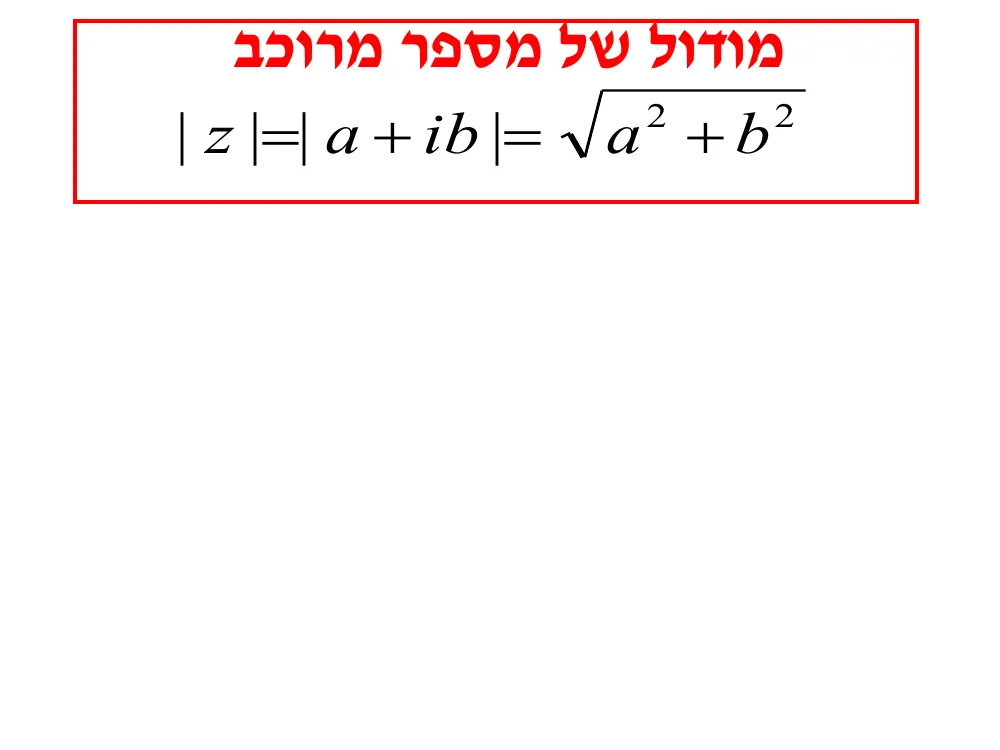 מודול של מספר מרוכב
| z |=| a + ib |= √a² + b²